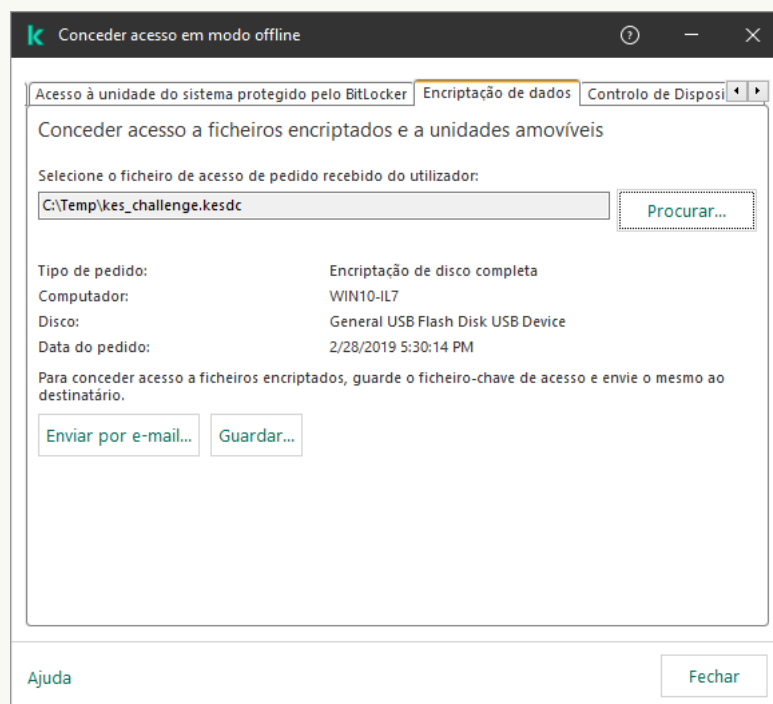 Conceder acesso em modo offline
Acesso à unidade do sistema protegido pelo BitLocker Encriptação de dados Controlo de Disposi
Conceder acesso a ficheiros encriptados e a unidades amovíveis
Selecione o ficheiro de acesso de pedido recebido do utilizador:
C:\Temp\kes_challenge.kesdc Procurar...
Tipo de pedido: Encriptação de disco completa
Computador: WIN10-IL7
Disco: General USB Flash Disk USB Device
Data do pedido: 2/28/2019 5:30:14 PM
Para conceder acesso a ficheiros encriptados, guarde o ficheiro-chave de acesso e envie o mesmo ao
destinatário.
Enviar por e-mail... Guardar...
Ajuda Fechar